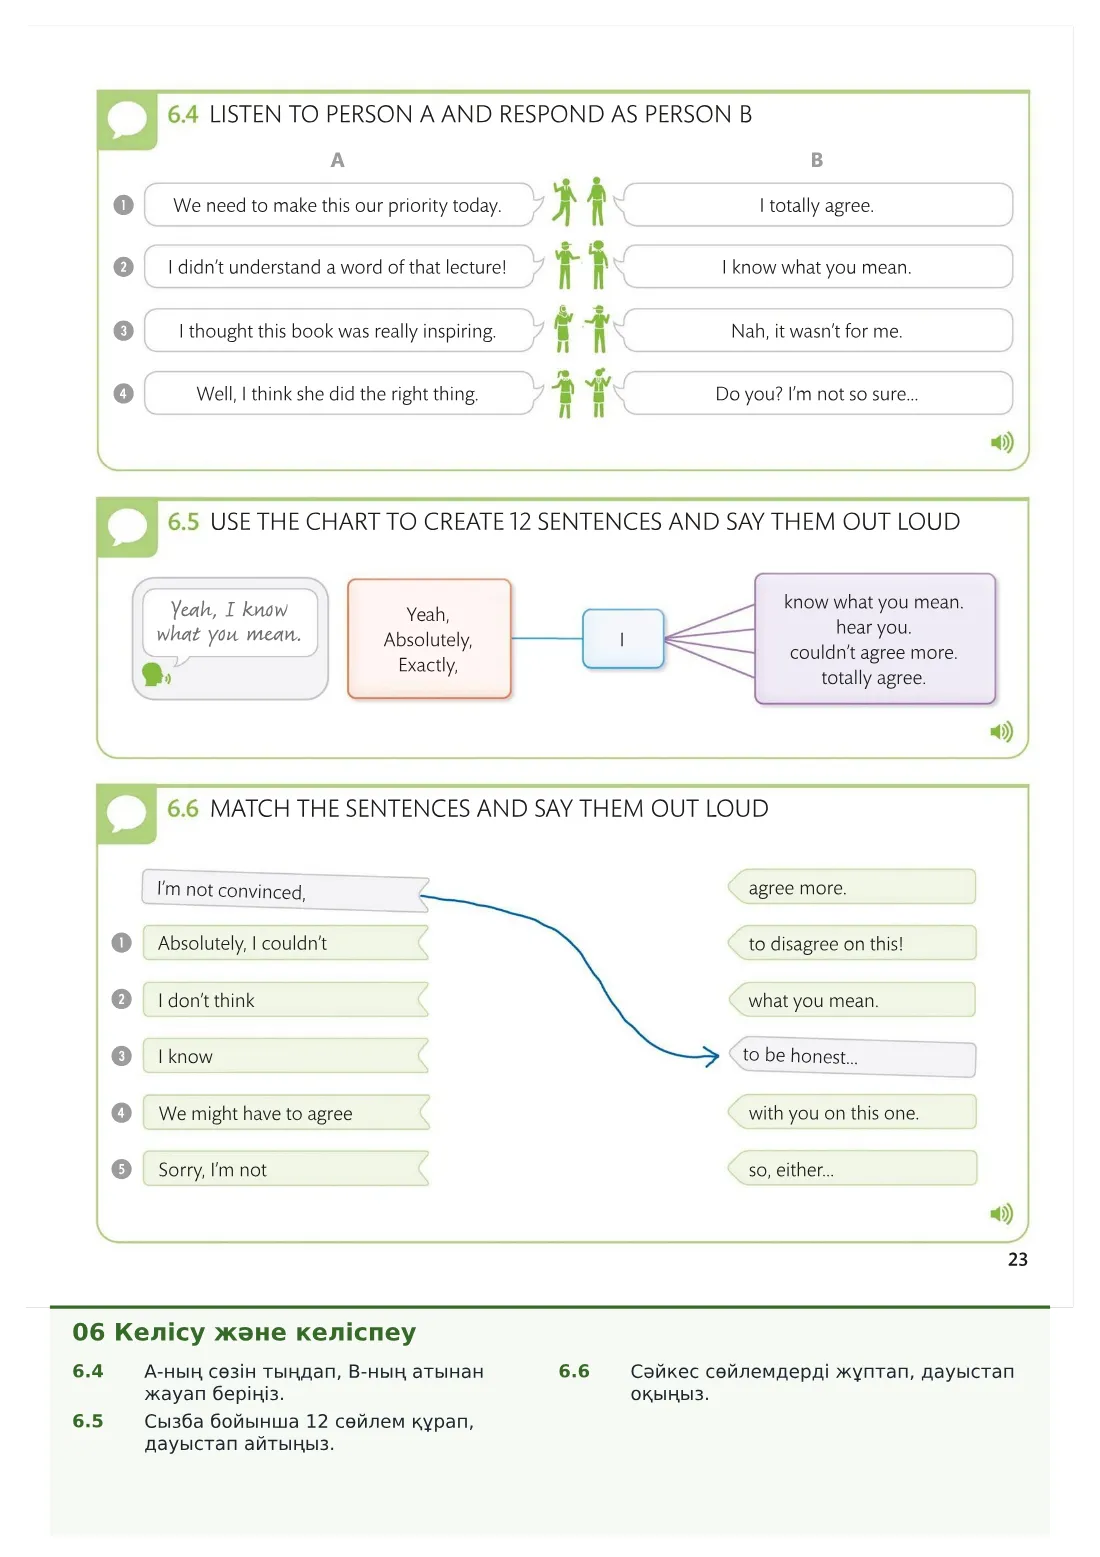 6.4 LISTEN TO PERSON A AND RESPOND AS PERSON B
A
B
1 We need to make this our priority today.
I totally agree.
2 I didn't understand a word of that lecture!
I know what you mean.
3 I thought this book was really inspiring.
Nah, it wasn't for me.
4 Well, I think she did the right thing.
Do you? I'm not so sure...
6.5 USE THE CHART TO CREATE 12 SENTENCES AND SAY THEM OUT LOUD
Yeah, I know
what you mean.
Yeah,
Absolutely,
Exactly,
I
know what you mean.
hear you.
couldn't agree more.
totally agree.
6.6 MATCH THE SENTENCES AND SAY THEM OUT LOUD
I'm not convinced,
agree more.
1 Absolutely, I couldn't
to disagree on this!
2 I don't think
what you mean.
3 I know
to be honest...
4 We might have to agree
with you on this one.
5 Sorry, I'm not
so, either...
23
06 Келісу және келіспеу
6.4 А-ның сөзін тыңдап, В-ның атынан
жауап беріңіз.
6.5 Сызба бойынша 12 сөйлем құрап,
дауыстап айтыңыз.
6.6 Сәйкес сөйлемдерді жұптап, дауыстап
оқыңыз.